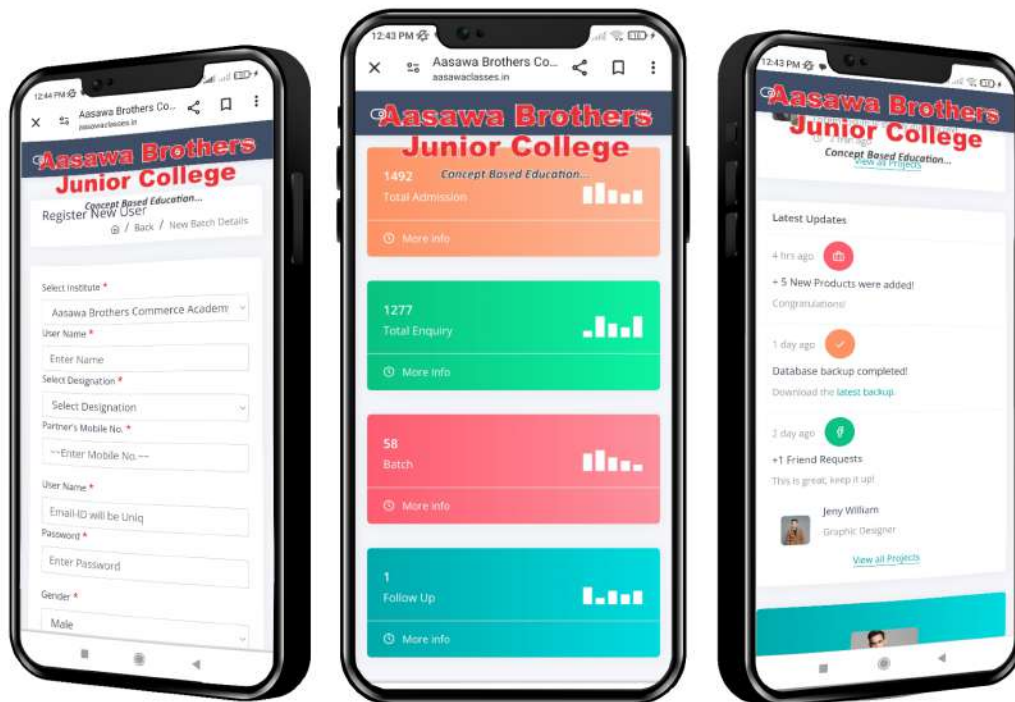 12:44 PM
Aasawa Brothers Co...
aasawaclasses.in
Aasawa Brothers
Junior College
Concept Based Education...
Register New User
/ Back / New Batch Details
Select Institute *
Aasawa Brothers Commerce Academ
User Name *
Enter Name
Select Designation *
Select Designation
Partner's Mobile No. *
~~Enter Mobile No.~~
User Name *
Email-ID will be Uniq
Password *
Enter Password
Gender *
Male
12:43 PM
Aasawa Brothers Co...
aasawaclasses.in
Aasawa Brothers
Junior College
Concept Based Education...
1492
Total Admission
More info
1277
Total Enquiry
More info
58
Batch
More info
1
Follow Up
More info
12:43 PM
Aasawa Brothers
Junior College
Concept Based Education...
View all Projects
Latest Updates
4 hrs ago
+ 5 New Products were added!
Congratulations!
1 day ago
Database backup completed!
Download the latest backup.
2 day ago
+1 Friend Requests
This is great, keep it up!
Jeny William
Graphic Designer
View all Projects